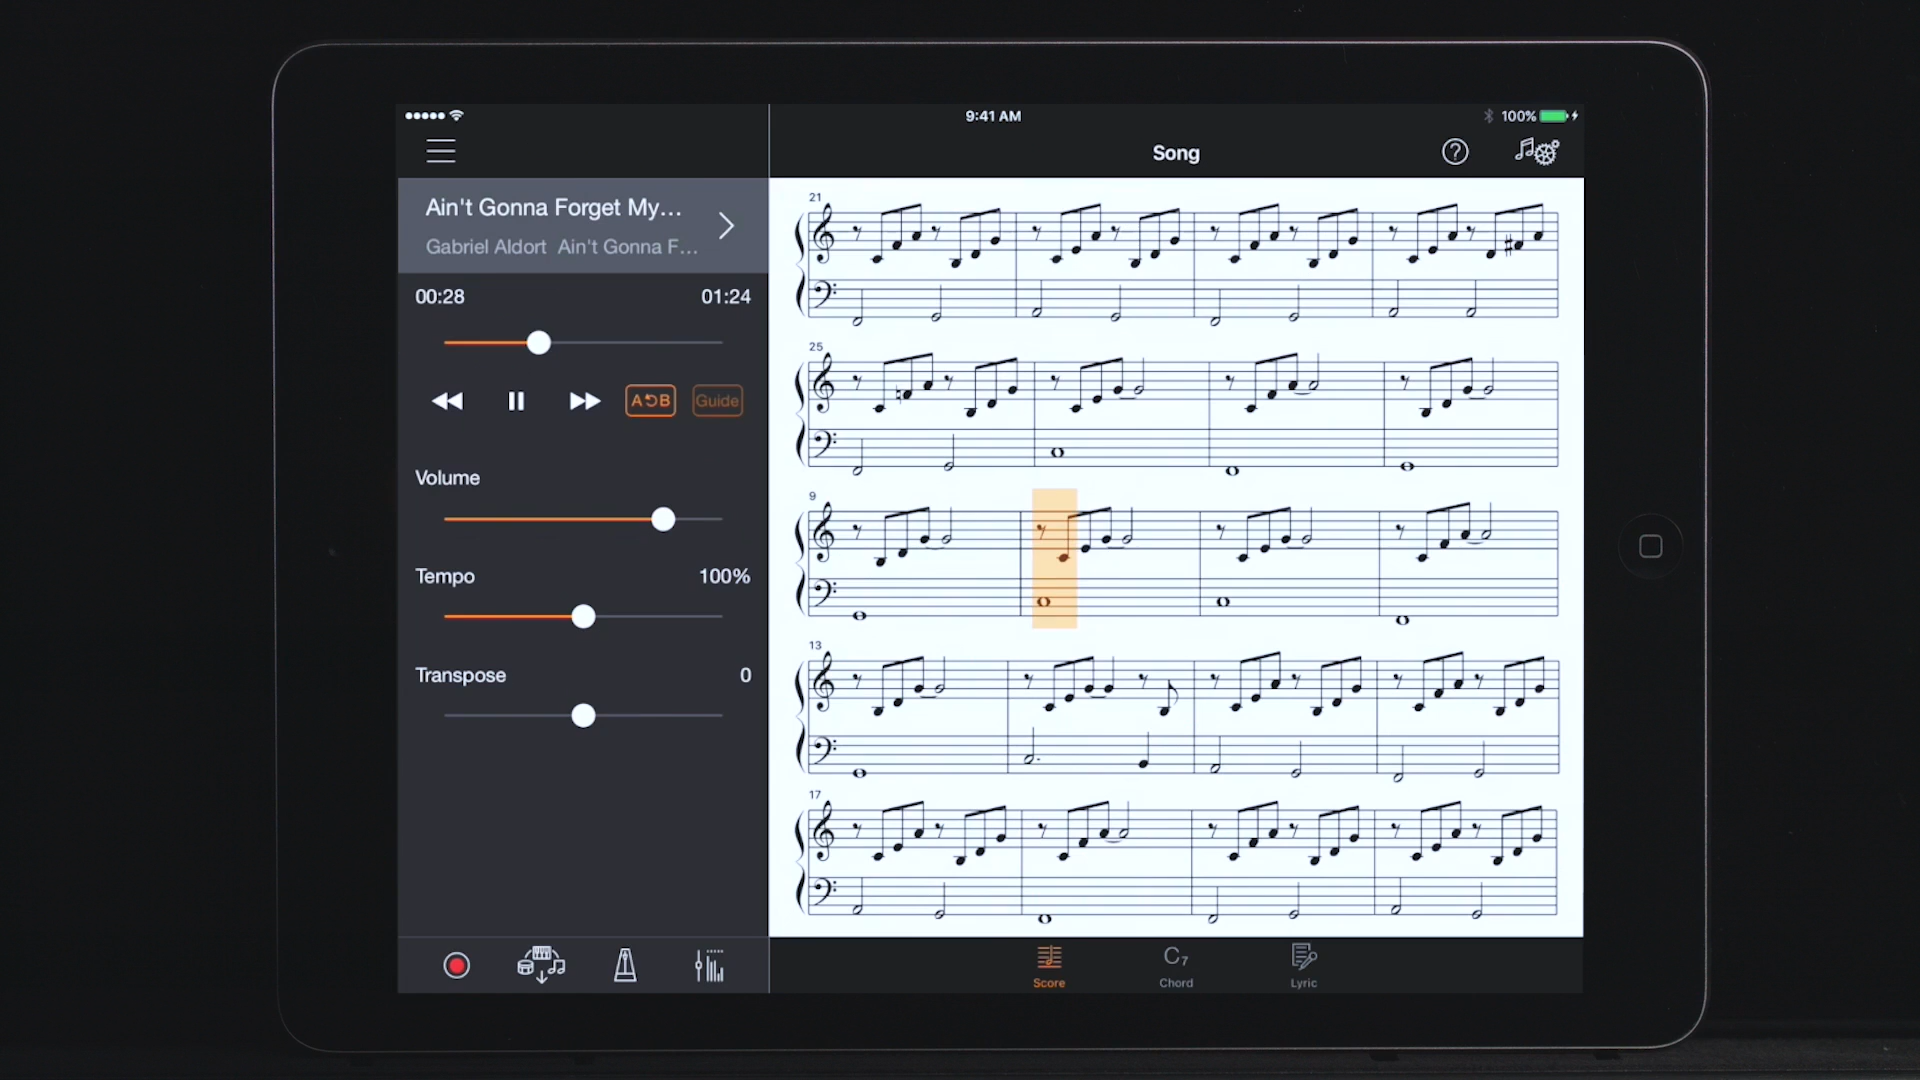 9:41 AM
100%
Song
?
Ain't Gonna Forget My...
Gabriel Aldort Ain't Gonna F...
00:28
01:24
A B
Guide
Volume
Tempo
100%
Transpose
0
21
25
9
13
17
Score
C7
Chord
Lyric